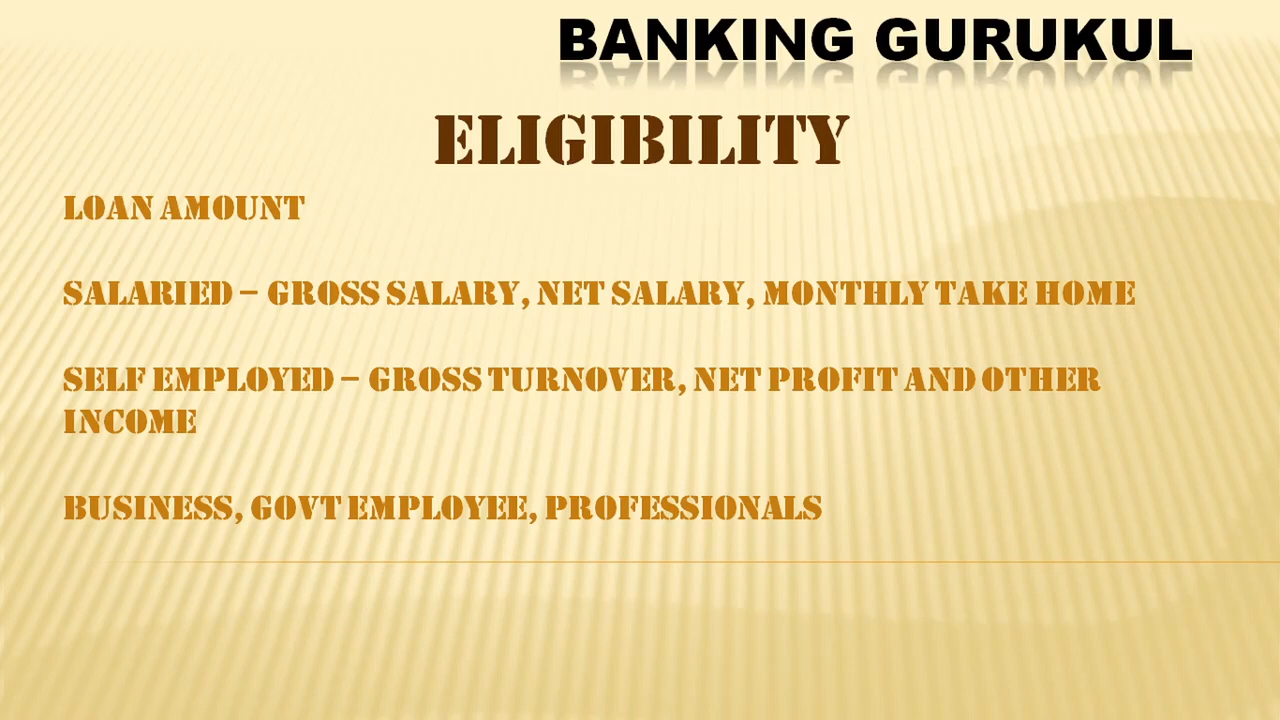 BANKING GURUKUL
ELIGIBILITY
LOAN AMOUNT
SALARIED – GROSS SALARY, NET SALARY, MONTHLY TAKE HOME
SELF EMPLOYED – GROSS TURNOVER, NET PROFIT AND OTHER
INCOME
BUSINESS, GOVT EMPLOYEE, PROFESSIONALS